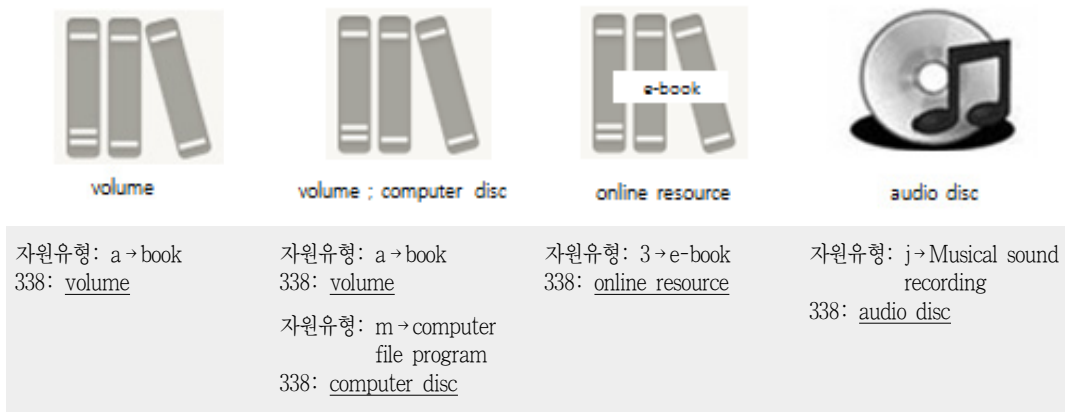 e-book
volume
volume ; computer disc
online resource
audio disc
자원유형: a→book
338: volume
자원유형: a→book
338: volume
자원유형: m→computer
file program
338: computer disc
자원유형: 3→e-book
338: online resource
자원유형: j→Musical sound
recording
338: audio disc